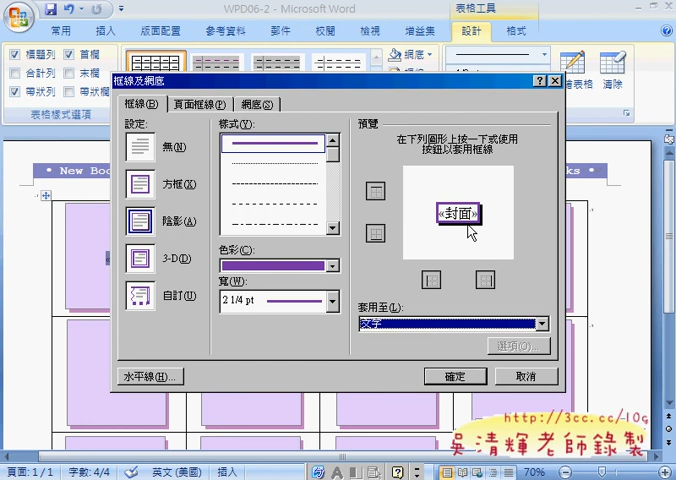 WPD06-2 - Microsoft Word
表格工具
常用
插入
版面配置
參考資料
郵件
校閱
檢視
增益集
設計
格式
標題列
首欄
合計列
末欄
帶狀列
帶狀欄
表格樣式選項
網底
繪表格
清除
框線及網底
框線(B)
頁面框線(P)
網底(S)
設定:
無(N)
方框(X)
陰影(A)
3-D(D)
自訂(U)
樣式(Y):
色彩(C):
寬(W):
2 1/4 pt
預覽
在下列圖形上按一下或使用
按鈕以套用框線
«封面»
套用至(L):
文字
選項(O)...
水平線(H)...
確定
取消
• New Bo
ks •
http://3cc.cc/10g
吳清輝老師錄製
頁面: 1/1
字數: 4/4
英文 (美國)
插入
70%